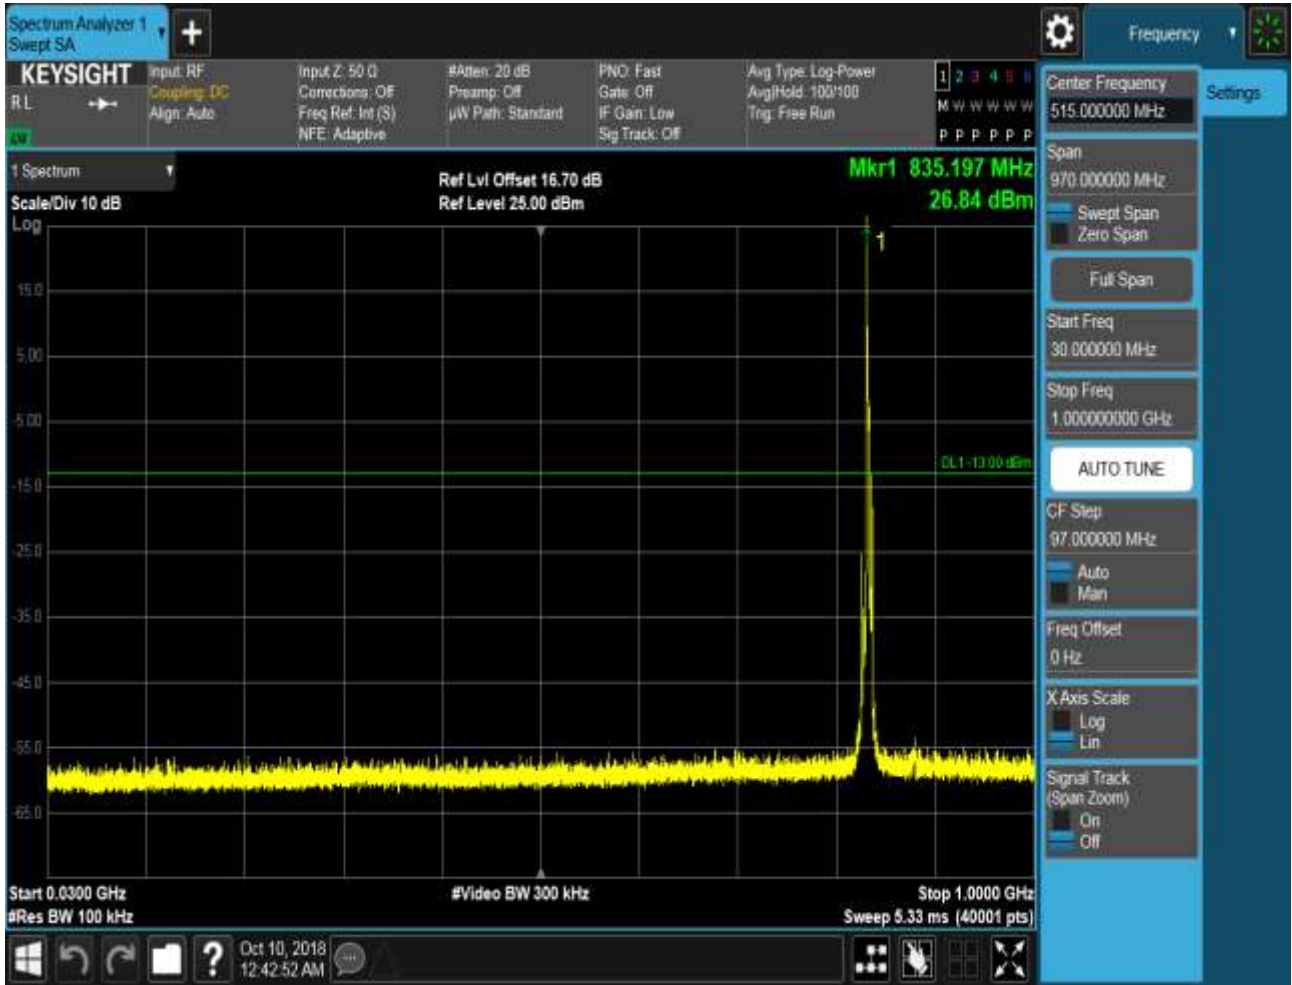 Spectrum Analyzer 1
Swept SA
Frequency
KEYSIGHT
R L
Input: RF
Coupling: DC
Align: Auto
Input Z: 50 Ω
Corrections: Off
Freq Ref: Int (S)
NFE: Adaptive
#Atten: 20 dB
Preamp: Off
µW Path: Standard
PNO: Fast
Gate: Off
IF Gain: Low
Sig Track: Off
Avg Type: Log-Power
Avg|Hold: 100/100
Trig: Free Run
1 2 3 4 5 6
M W W W W W
P P P P P P
1 Spectrum
Scale/Div 10 dB
Log
Ref Lvl Offset 16.70 dB
Ref Level 25.00 dBm
Mkr1 835.197 MHz
26.84 dBm
1
15.0
5.00
-5.00
DL1 -13.00 dBm
-15.0
-25.0
-35.0
-45.0
-55.0
-65.0
Start 0.0300 GHz
#Res BW 100 kHz
#Video BW 300 kHz
Stop 1.0000 GHz
Sweep 5.33 ms (40001 pts)
?
Oct 10, 2018
12:42:52 AM
Center Frequency
515.000000 MHz
Settings
Span
970.000000 MHz
Swept Span
Zero Span
Full Span
Start Freq
30.000000 MHz
Stop Freq
1.000000000 GHz
AUTO TUNE
CF Step
97.000000 MHz
Auto
Man
Freq Offset
0 Hz
X Axis Scale
Log
Lin
Signal Track
(Span Zoom)
On
Off